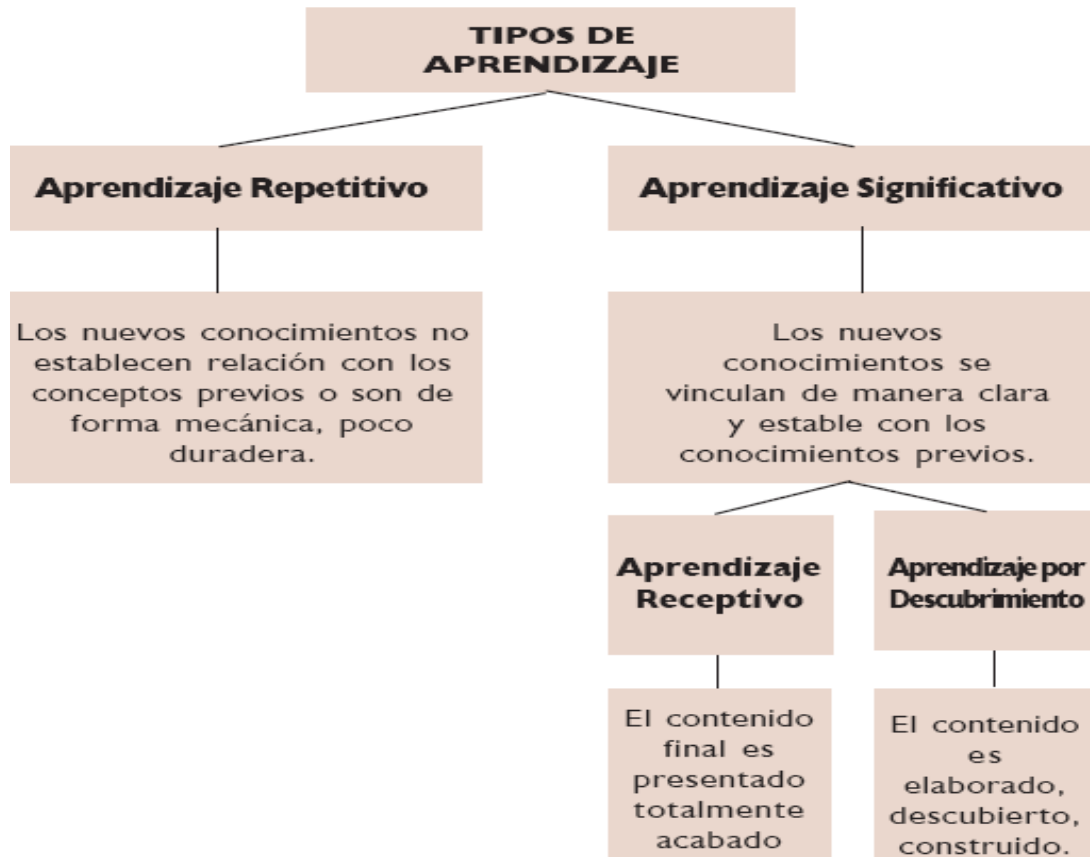 TIPOS DE
APRENDIZAJE
Aprendizaje Repetitivo
Aprendizaje Significativo
Los nuevos conocimientos no
establecen relación con los
conceptos previos o son de
forma mecánica, poco
duradera.
Los nuevos
conocimientos se
vinculan de manera clara
y estable con los
conocimientos previos.
Aprendizaje
Receptivo
Aprendizaje por
Descubrimiento
El contenido
final es
presentado
totalmente
acabado
El contenido
es
elaborado,
descubierto,
construido.